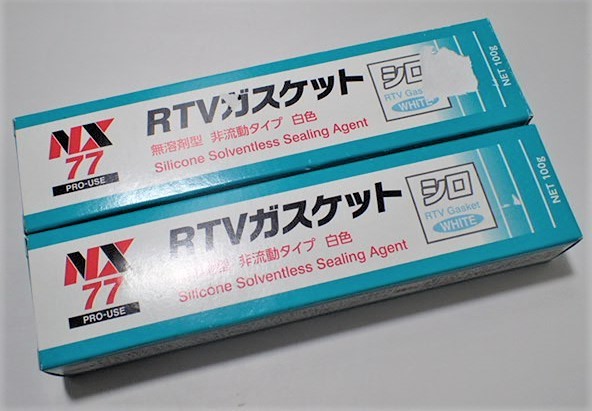 NX
77
PRO-USE
RTVガスケット
無溶剤型 非流動タイプ 白色
Silicone Solventless Sealing Agent
シロ
RTV Gas
WHITE
NET 100g
NX
77
PRO-USE
RTVガスケット
型 非流動タイプ 白色
Silicone Solventless Sealing Agent
シロ
RTV Gasket
WHITE
NET 100g